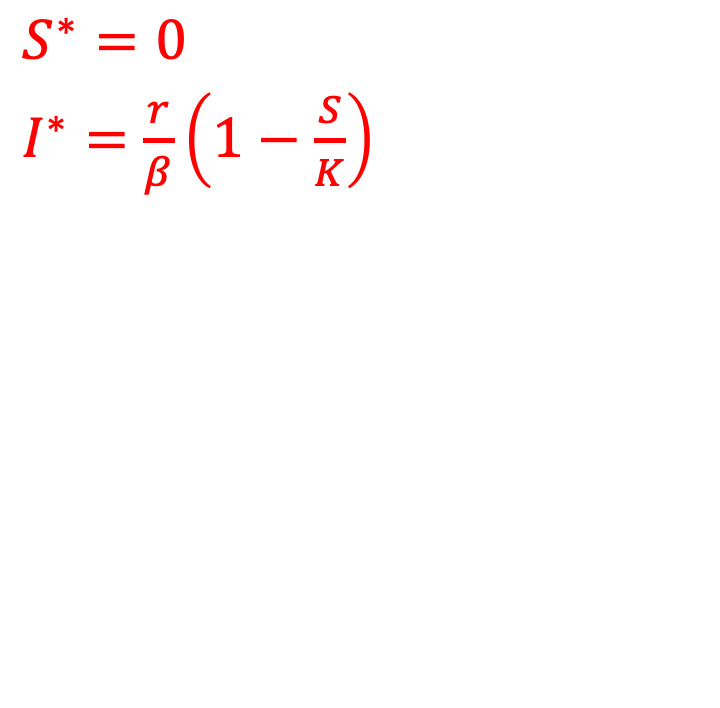 S* = 0
I* = r/β (1 − S/K)